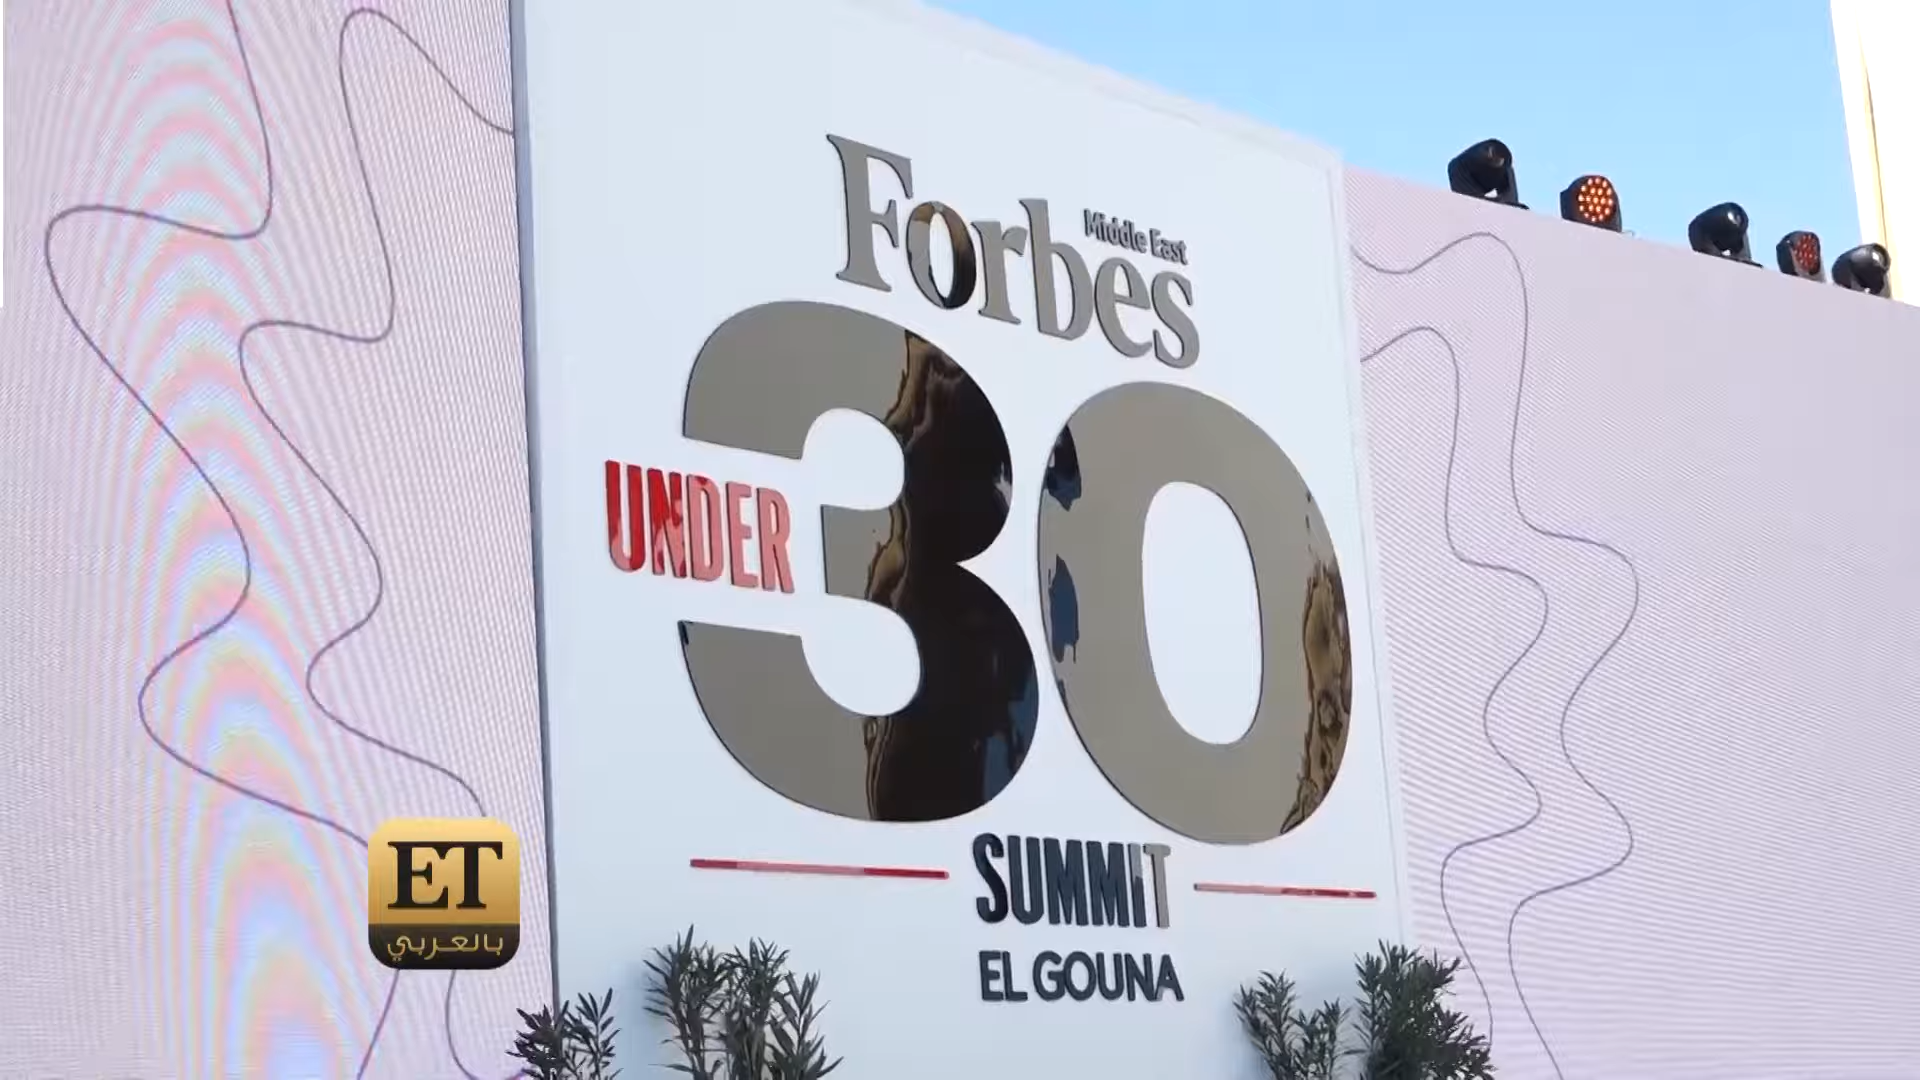 Forbes
Middle East
UNDER
30
SUMMIT
EL GOUNA
ET
بالعربي